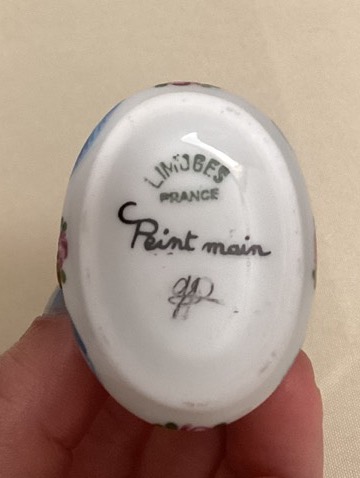 LIMOGES
FRANCE
Peint main